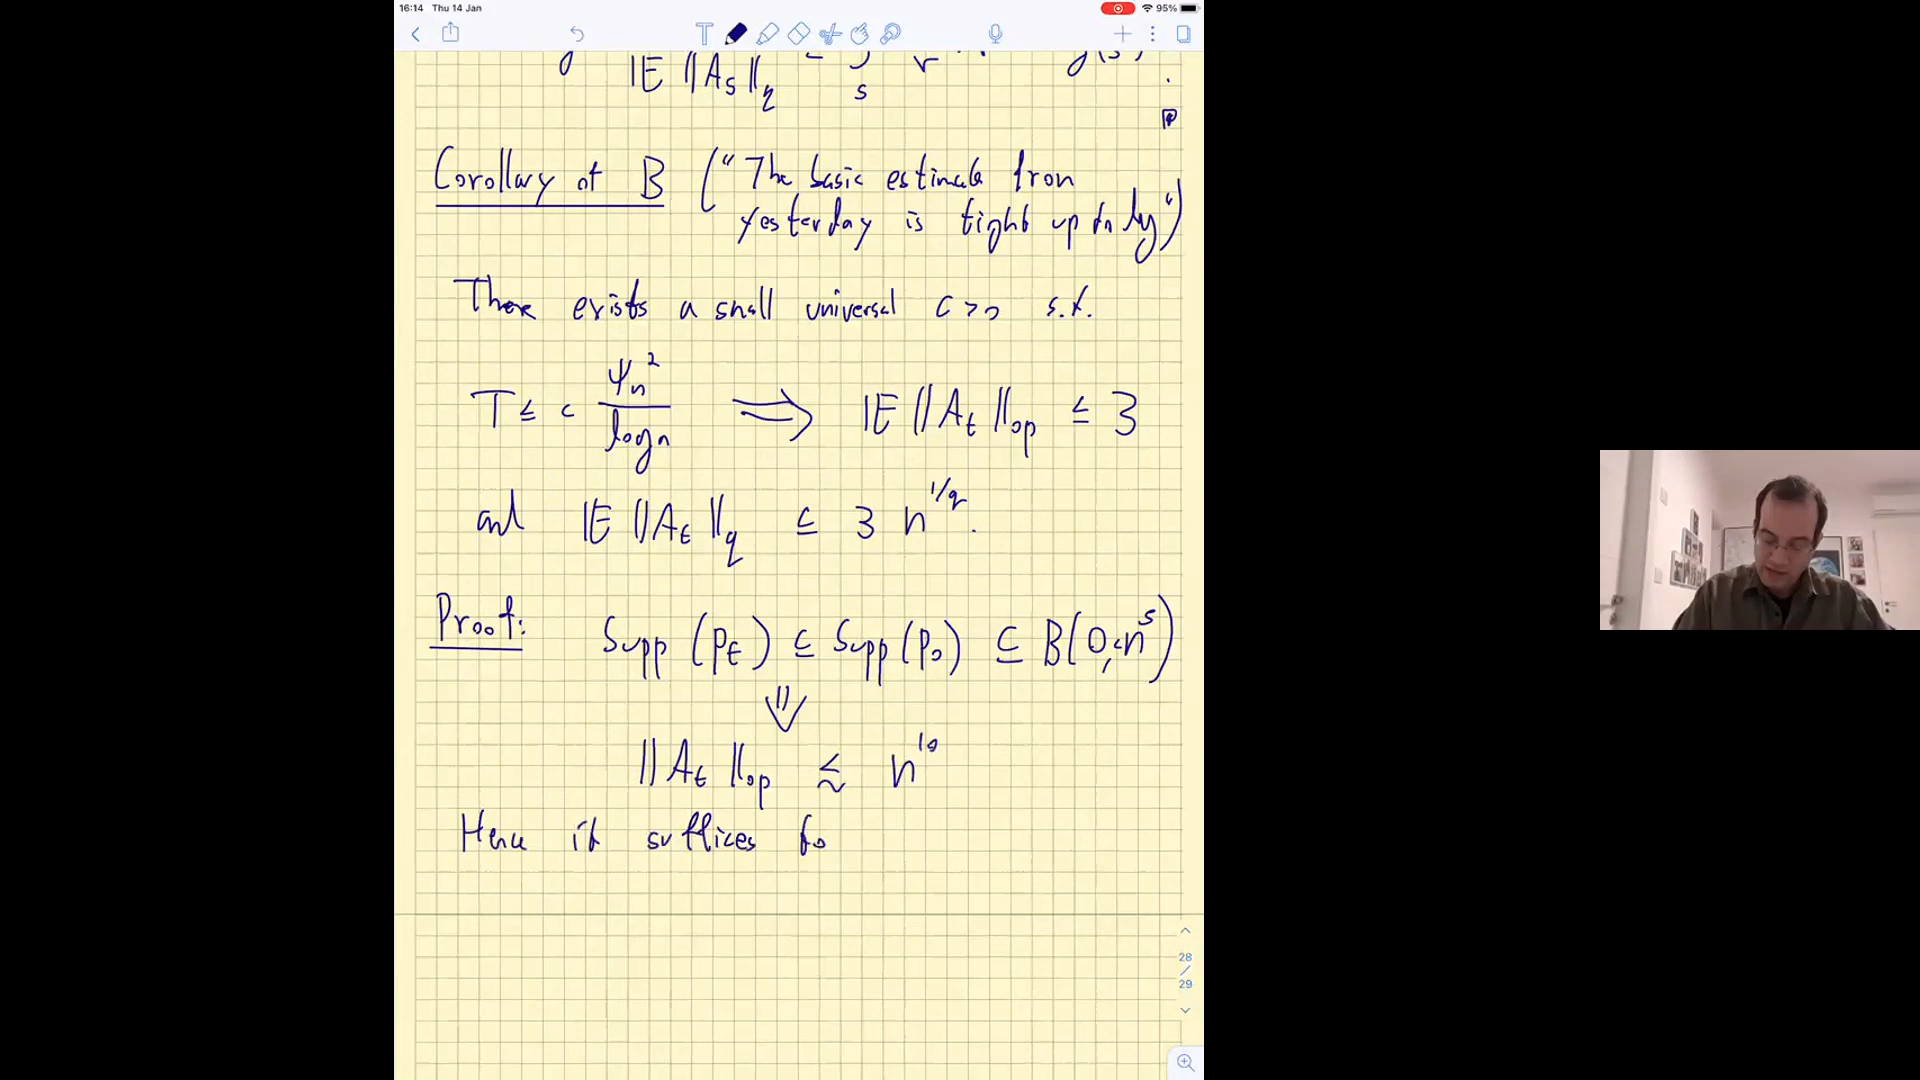 16:14 Thu 14 Jan 95%
𝔼 ‖A_s‖_q
s
Corollary of B ("The basic estimate from
yesterday is tight up to log")
There exists a small universal c>0 s.t.
T ≤ c ψ_n^2 / log n ⟹ 𝔼 ‖A_t‖_op ≤ 3
and 𝔼 ‖A_t‖_q ≤ 3 n^{1/q}.
Proof: Supp (p_t) ⊆ Supp (p_0) ⊆ B(0, n^5)
⇓
‖A_t‖_op ≲ n^{10}
Hence it suffices to
28
/
29